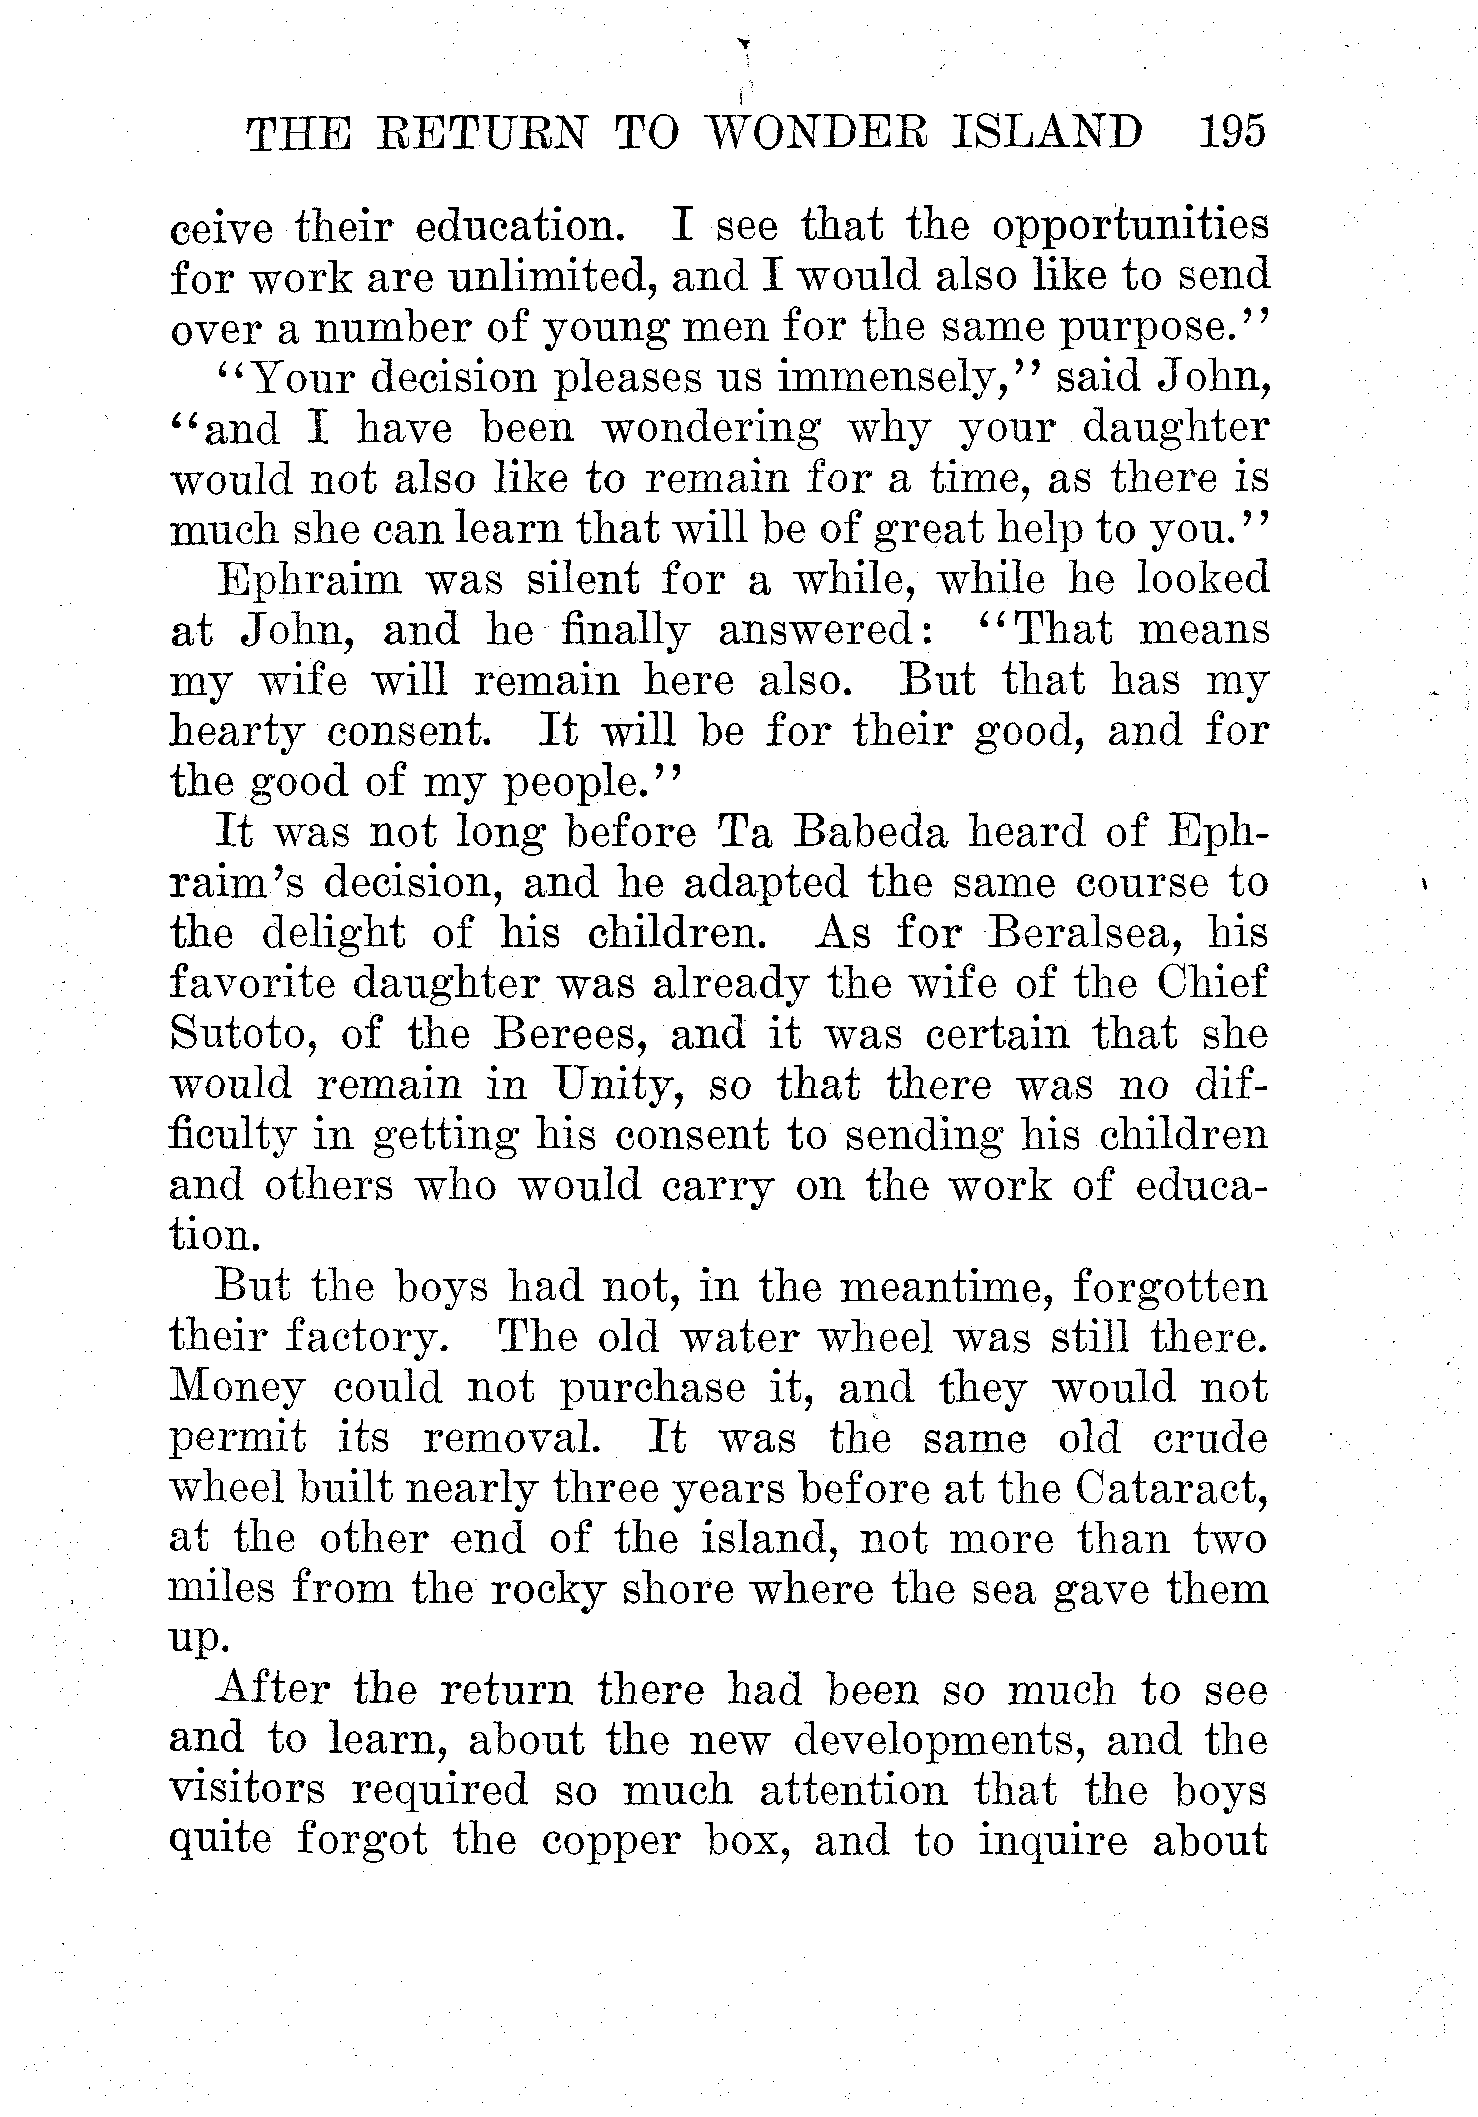 THE RETURN TO WONDER ISLAND 195
ceive their education. I see that the opportunities
for work are unlimited, and I would also like to send
over a number of young men for the same purpose.''
‘‘Your decision pleases us immensely,’’ said John,
‘‘and I have been wondering why your daughter
would not also like to remain for a time, as there is
much she can learn that will be of great help to you.’’
Ephraim was silent for a while, while he looked
at John, and he finally answered: ‘‘That means
my wife will remain here also. But that has my
hearty consent. It will be for their good, and for
the good of my people.’’
It was not long before Ta Babeda heard of Eph-
raim’s decision, and he adapted the same course to
the delight of his children. As for Beralsea, his
favorite daughter was already the wife of the Chief
Sutoto, of the Berees, and it was certain that she
would remain in Unity, so that there was no dif-
ficulty in getting his consent to sending his children
and others who would carry on the work of educa-
tion.
But the boys had not, in the meantime, forgotten
their factory. The old water wheel was still there.
Money could not purchase it, and they would not
permit its removal. It was the same old crude
wheel built nearly three years before at the Cataract,
at the other end of the island, not more than two
miles from the rocky shore where the sea gave them
up.
After the return there had been so much to see
and to learn, about the new developments, and the
visitors required so much attention that the boys
quite forgot the copper box, and to inquire about